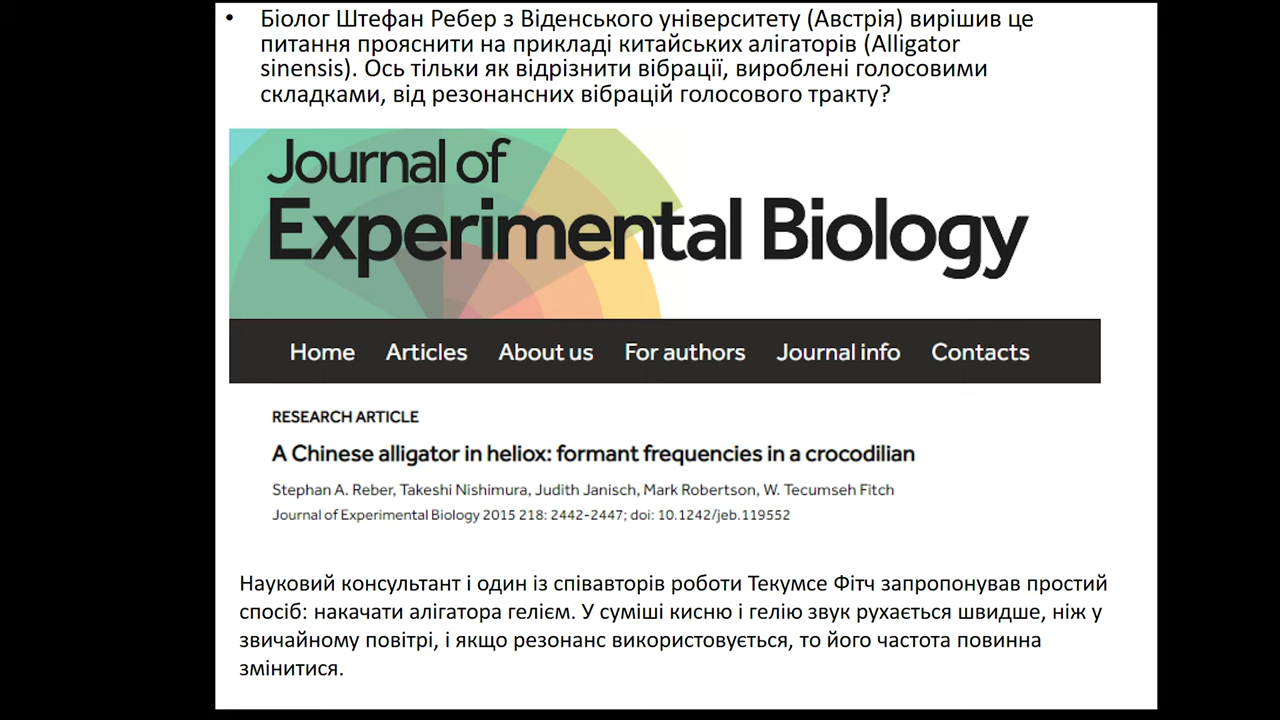 • Біолог Штефан Ребер з Віденського університету (Австрія) вирішив це
питання прояснити на прикладі китайських алігаторів (Alligator
sinensis). Ось тільки як відрізнити вібрації, вироблені голосовими
складками, від резонансних вібрацій голосового тракту?
Journal of
Experimental Biology
Home Articles About us For authors Journal info Contacts
RESEARCH ARTICLE
A Chinese alligator in heliox: formant frequencies in a crocodilian
Stephan A. Reber, Takeshi Nishimura, Judith Janisch, Mark Robertson, W. Tecumseh Fitch
Journal of Experimental Biology 2015 218: 2442-2447; doi: 10.1242/jeb.119552
Науковий консультант і один із співавторів роботи Текумсе Фітч запропонував простий
спосіб: накачати алігатора гелієм. У суміші кисню і гелію звук рухається швидше, ніж у
звичайному повітрі, і якщо резонанс використовується, то його частота повинна
змінитися.